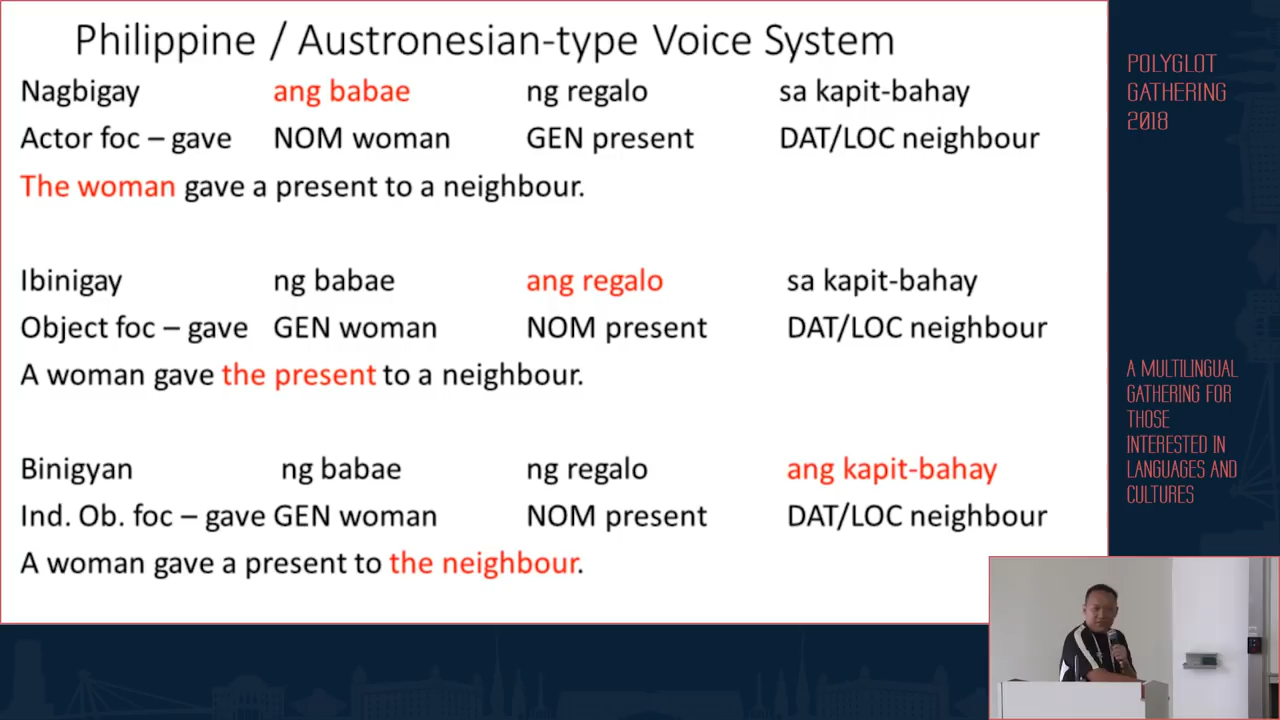 Philippine / Austronesian-type Voice System
Nagbigay ang babae ng regalo sa kapit-bahay
Actor foc – gave NOM woman GEN present DAT/LOC neighbour
The woman gave a present to a neighbour.
Ibinigay ng babae ang regalo sa kapit-bahay
Object foc – gave GEN woman NOM present DAT/LOC neighbour
A woman gave the present to a neighbour.
Binigyan ng babae ng regalo ang kapit-bahay
Ind. Ob. foc – gave GEN woman NOM present DAT/LOC neighbour
A woman gave a present to the neighbour.
POLYGLOT
GATHERING
2018
A MULTILINGUAL
GATHERING FOR
THOSE
INTERESTED IN
LANGUAGES AND
CULTURES